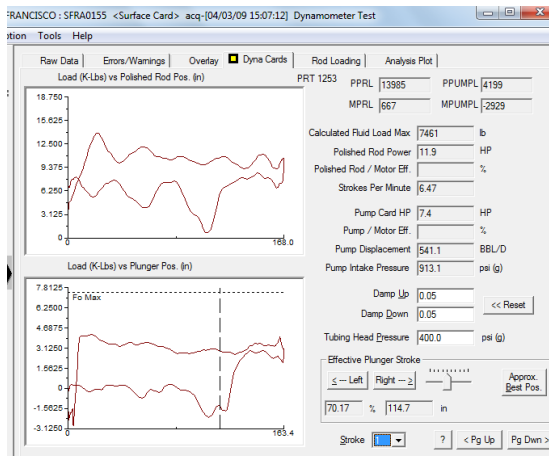 FRANCISCO : SFRA0155 <Surface Card> acq-[04/03/09 15:07:12] Dynamometer Test
ption Tools Help
Raw Data Errors/Warnings Overlay Dyna Cards Rod Loading Analysis Plot
Load (K-Lbs) vs Polished Rod Pos. (in)
18.750
15.625
12.500
9.375
6.250
3.125
0
0 168.0
Load (K-Lbs) vs Plunger Pos. (in)
7.8125
Fo Max
6.2500
4.6875
3.1250
1.5625
0
-1.5625
-3.1250
0 163.4
PRT 1253 PPRL 13985 PPUMPL 4199
MPRL 667 MPUMPL -2929
Calculated Fluid Load Max 7461 lb
Polished Rod Power 11.9 HP
Polished Rod / Motor Eff. %
Strokes Per Minute 6.47
Pump Card HP 7.4 HP
Pump / Motor Eff. %
Pump Displacement 541.1 BBL/D
Pump Intake Pressure 913.1 psi (g)
Damp Up 0.05
Damp Down 0.05
<< Reset
Tubing Head Pressure 400.0 psi (g)
Effective Plunger Stroke
<-- Left Right --> Approx. Best Pos.
70.17 % 114.7 in
Stroke 1 ? < Pg Up Pg Dwn >